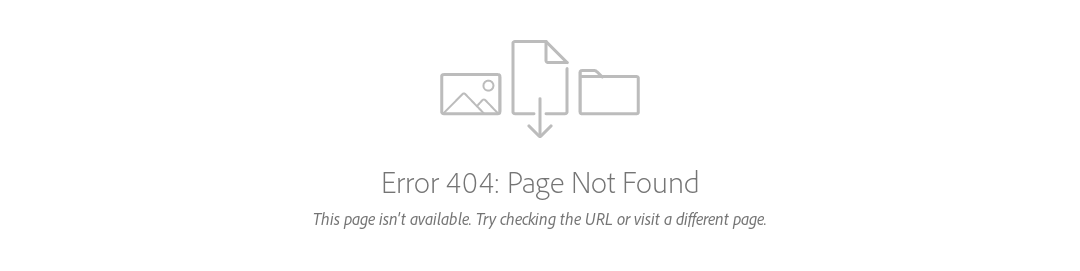 Error 404: Page Not Found
This page isn't available. Try checking the URL or visit a different page.